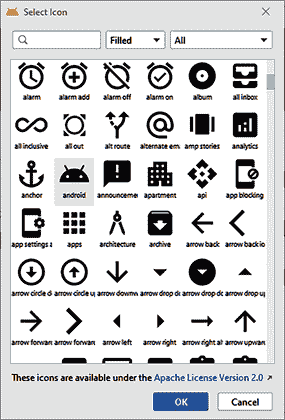 Select Icon
Filled All
alarm alarm add alarm off alarm on album all inbox
all inclusive all out alt route alternate em amp stories analytics
anchor android announcemen apartment api app blocking
app settings a apps architecture archive arrow back arrow back io
arrow circle d arrow circle u arrow downw arrow drop d arrow drop d arrow drop u
arrow forwar arrow forwar arrow left arrow right arrow right al arrow upwar
These icons are available under the Apache License Version 2.0
OK Cancel